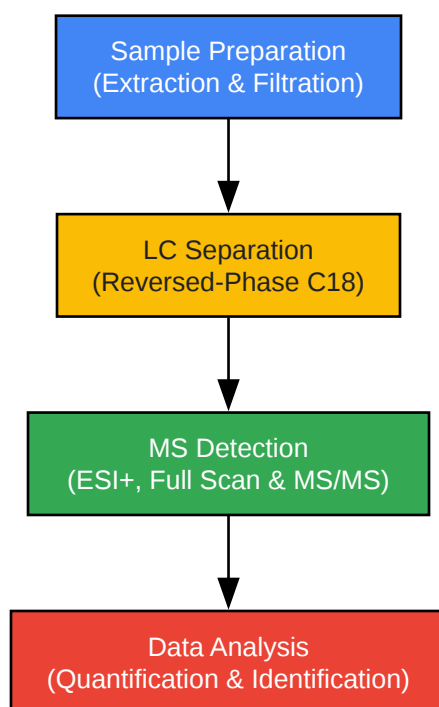 Sample Preparation
(Extraction & Filtration)
LC Separation
(Reversed-Phase C18)
MS Detection
(ESI+, Full Scan & MS/MS)
Data Analysis
(Quantification & Identification)